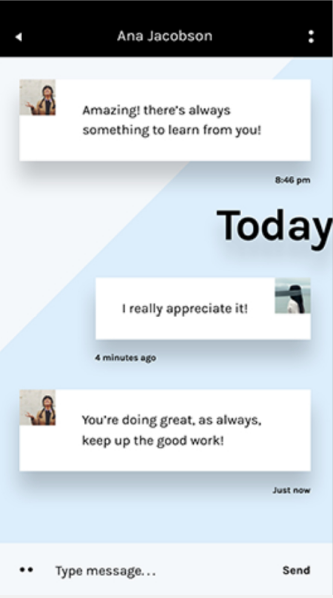 Ana Jacobson
Amazing! there's always
something to learn from you!
8:46 pm
Today
I really appreciate it!
4 minutes ago
You're doing great, as always,
keep up the good work!
Just now
Type message...
Send